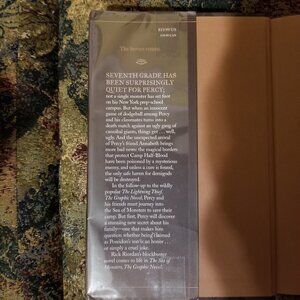 $12.99 US
The heroes return.
SEVENTH GRADE HAS
BEEN SURPRISINGLY
QUIET FOR PERCY;
not a single monster has set foot
on his New York prep-school
campus. But when an innocent
game of dodgeball among Percy
and his classmates turns into a
death match against an ugly gang of
cannibal giants, things get . . . well,
ugly. And the unexpected arrival
of Percy's friend Annabeth brings
more bad news: the magical borders
that protect Camp Half-Blood
have been poisoned by a mysterious
enemy, and unless a cure is found,
the only safe haven for demigods
will be destroyed.
In the follow-up to the wildly
popular The Lightning Thief,
The Graphic Novel, Percy and
his friends must journey into
the Sea of Monsters to save their
camp. But first, Percy will discover
a stunning new secret about his
family—one that makes him
question whether being claimed
as Poseidon's son is an honor . . .
or simply a cruel joke.
Rick Riordan's blockbuster
novel comes to life in The Sea of
Monsters, The Graphic Novel.